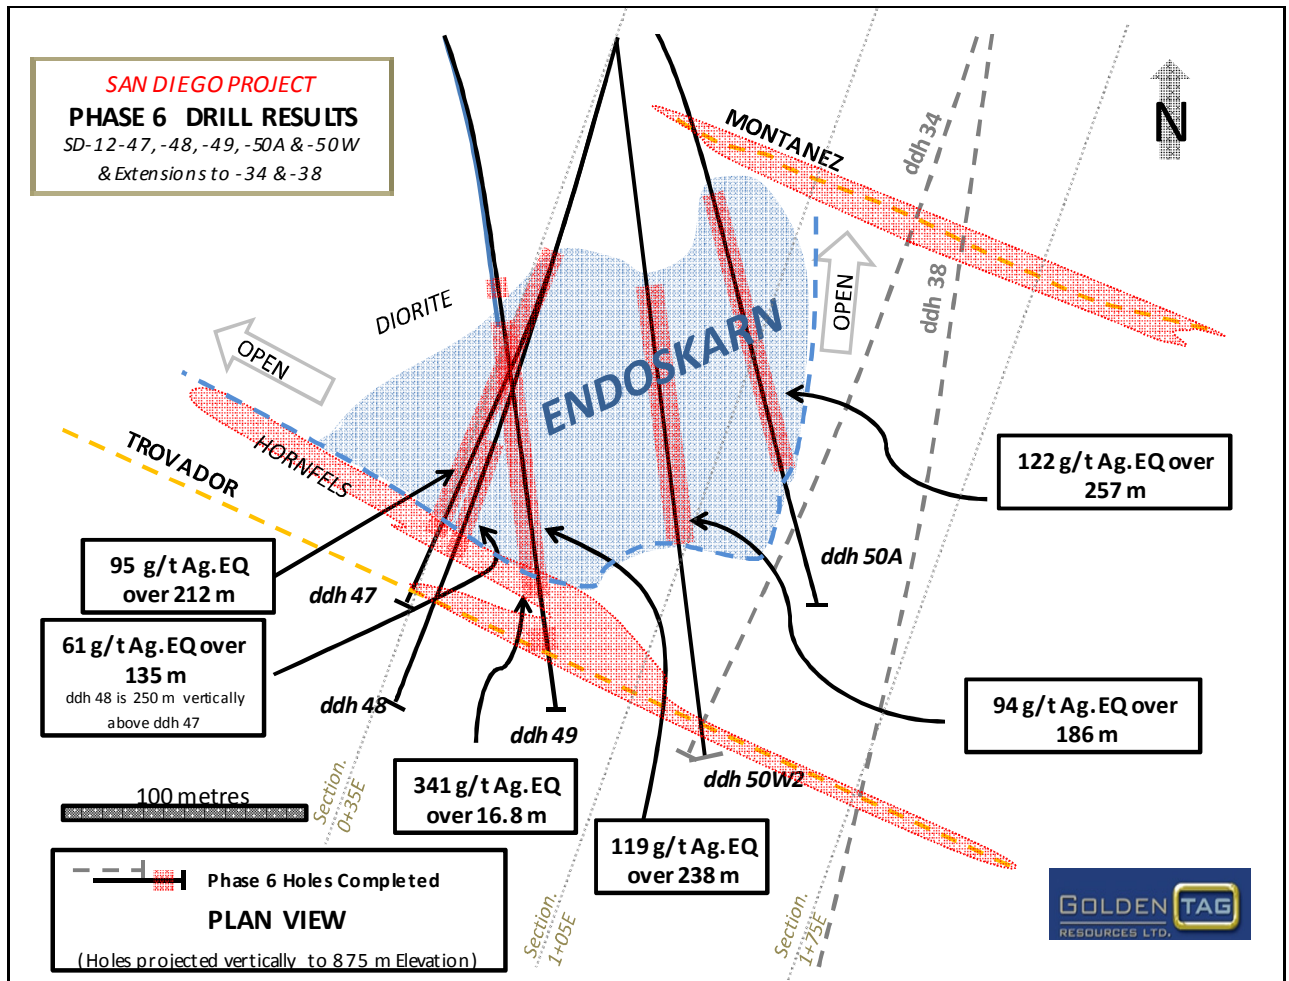 SAN DIEGO PROJECT
PHASE 6 DRILL RESULTS
SD-12-47, -48, -49, -50A & -50W
& Extensions to -34 & -38
N
MONTANEZ
ddh 34
ddh 38
DIORITE
OPEN
OPEN
ENDOSKARN
HORNFELS
TROVADOR
122 g/t Ag.EQ over
257 m
95 g/t Ag.EQ
over 212 m
ddh 47
ddh 50A
61 g/t Ag.EQ over
135 m
ddh 48 is 250 m vertically
above ddh 47
ddh 48
ddh 49
94 g/t Ag.EQ over
186 m
ddh 50W2
341 g/t Ag.EQ
over 16.8 m
100 metres
Section.
0+35E
119 g/t Ag.EQ
over 238 m
Phase 6 Holes Completed
PLAN VIEW
(Holes projected vertically to 875 m Elevation)
Section.
1+05E
Section.
1+75E
GOLDEN TAG
RESOURCES LTD.